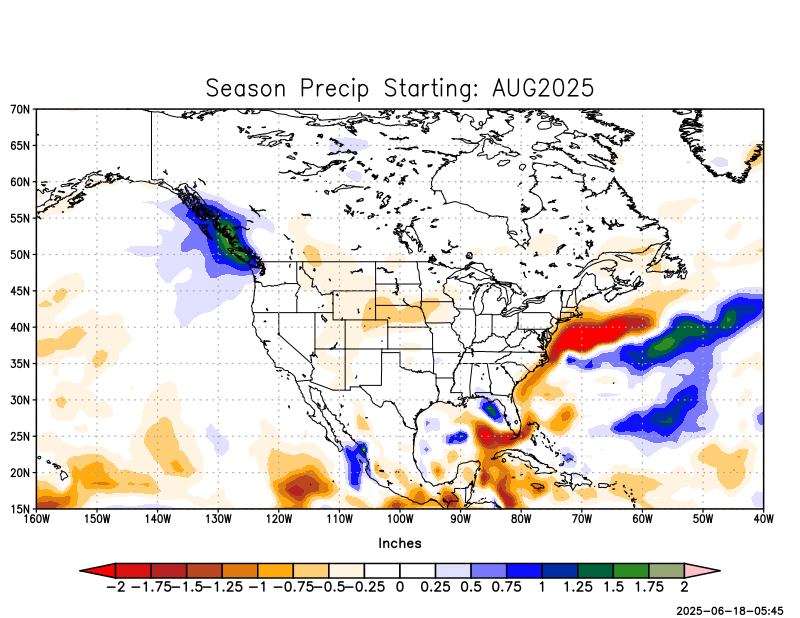 Season Precip Starting: AUG2025
70N
65N
60N
55N
50N
45N
40N
35N
30N
25N
20N
15N
160W 150W 140W 130W 120W 110W 100W 90W 80W 70W 60W 50W 40W
Inches
−2 −1.75−1.5−1.25 −1 −0.75−0.5−0.25 0 0.25 0.5 0.75 1 1.25 1.5 1.75 2
2025−06−18−05:45